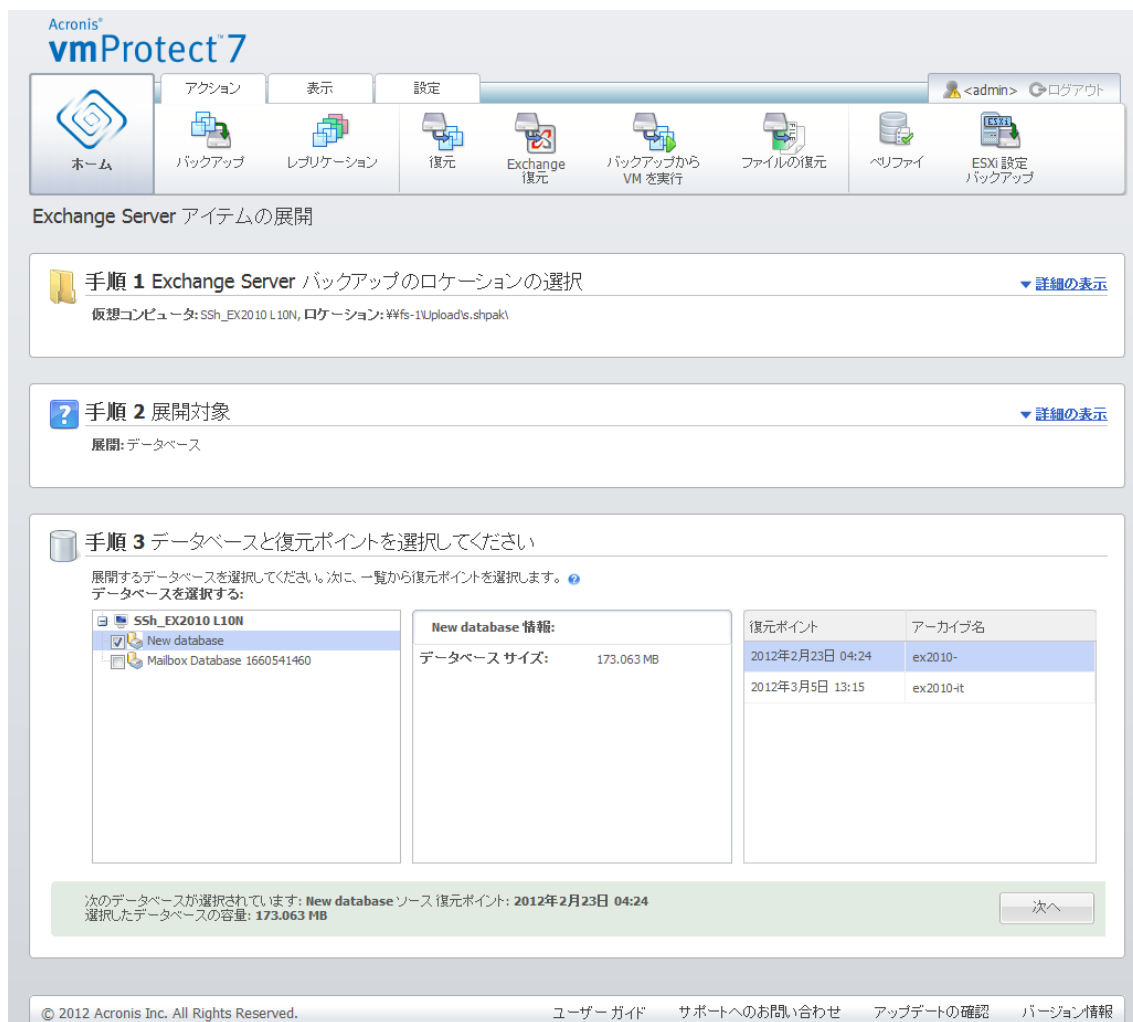 Acronis®
vmProtect™ 7
アクション 表示 設定 <admin> ログアウト
ホーム バックアップ レプリケーション 復元 Exchange 復元 バックアップから VM を実行 ファイルの復元 ベリファイ ESXi 設定 バックアップ
Exchange Server アイテムの展開
手順 1 Exchange Server バックアップのロケーションの選択 詳細の表示
仮想コンピュータ: SSh_EX2010 L10N, ロケーション: ¥¥fs-1\Upload\s.shpak\
手順 2 展開対象 詳細の表示
展開: データベース
手順 3 データベースと復元ポイントを選択してください
展開するデータベースを選択してください。次に、一覧から復元ポイントを選択します。
データベースを選択する:
SSh_EX2010 L10N
New database
Mailbox Database 1660541460
New database 情報:
データベース サイズ: 173.063 MB
復元ポイント アーカイブ名
2012年2月23日 04:24 ex2010-
2012年3月5日 13:15 ex2010-it
次のデータベースが選択されています: New database ソース 復元ポイント: 2012年2月23日 04:24
選択したデータベースの容量: 173.063 MB
次へ
© 2012 Acronis Inc. All Rights Reserved. ユーザー ガイド サポートへのお問い合わせ アップデートの確認 バージョン情報